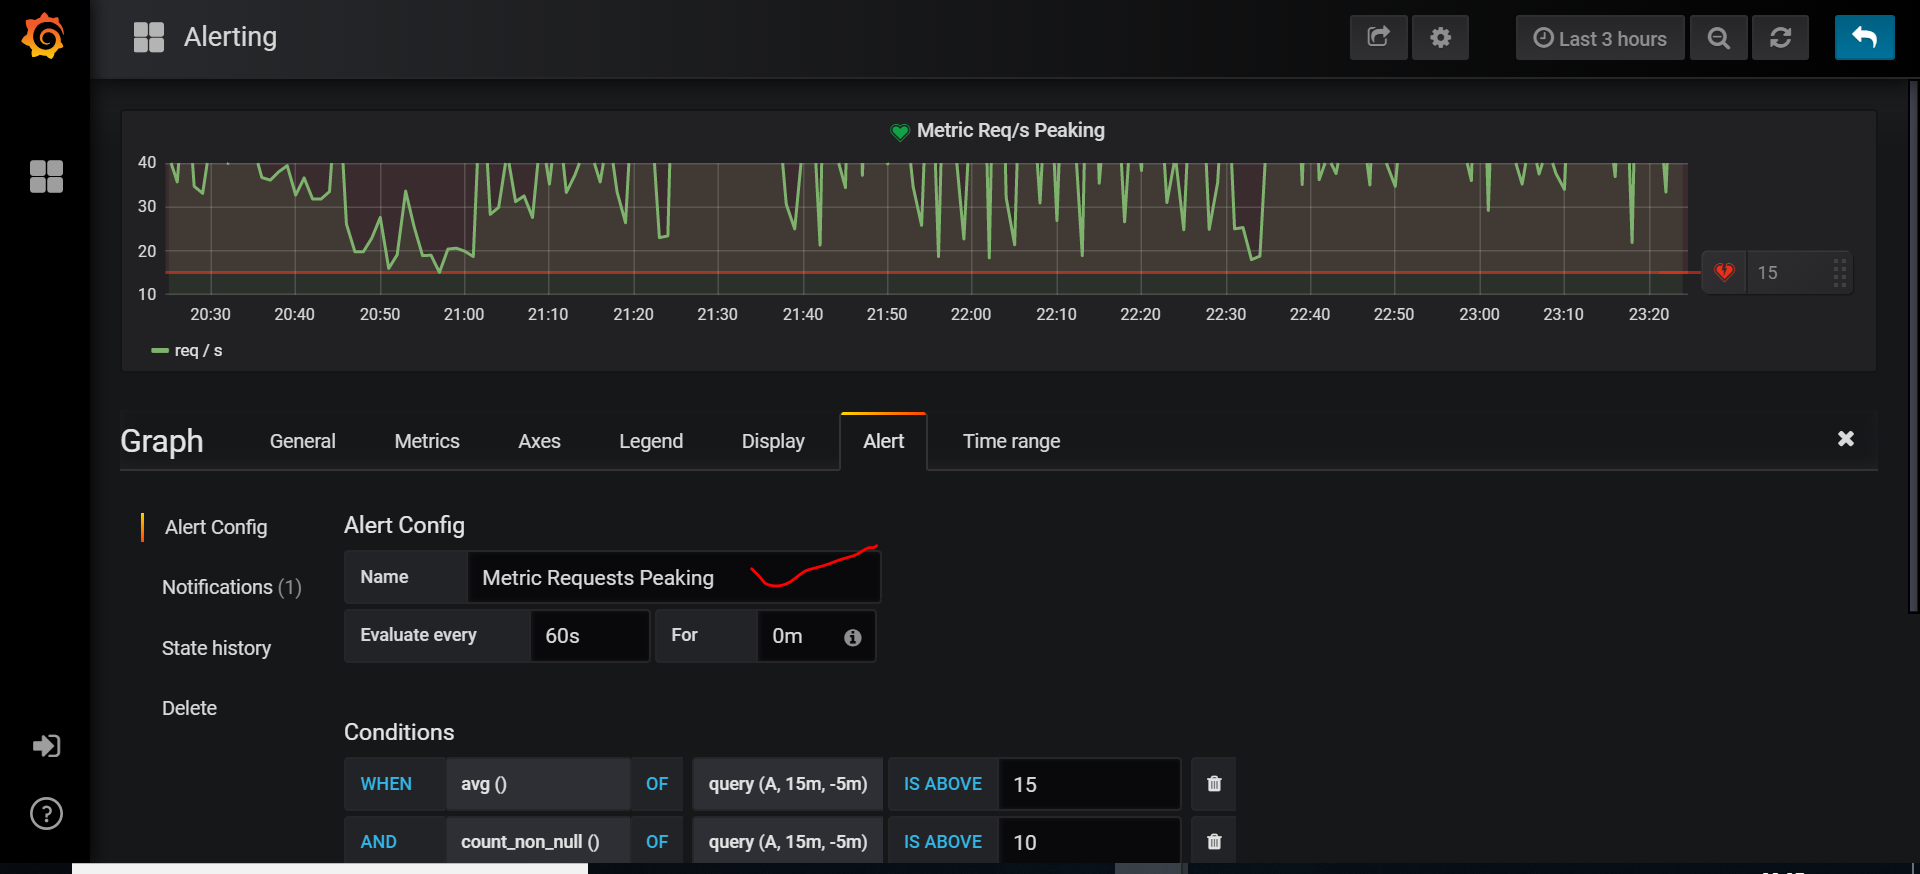 Alerting
Last 3 hours
Metric Req/s Peaking
40
30
20
10
15
20:30 20:40 20:50 21:00 21:10 21:20 21:30 21:40 21:50 22:00 22:10 22:20 22:30 22:40 22:50 23:00 23:10 23:20
req / s
Graph General Metrics Axes Legend Display Alert Time range
Alert Config
Notifications (1)
State history
Delete
Alert Config
Name Metric Requests Peaking
Evaluate every 60s For 0m
Conditions
WHEN avg () OF query (A, 15m, -5m) IS ABOVE 15
AND count_non_null () OF query (A, 15m, -5m) IS ABOVE 10